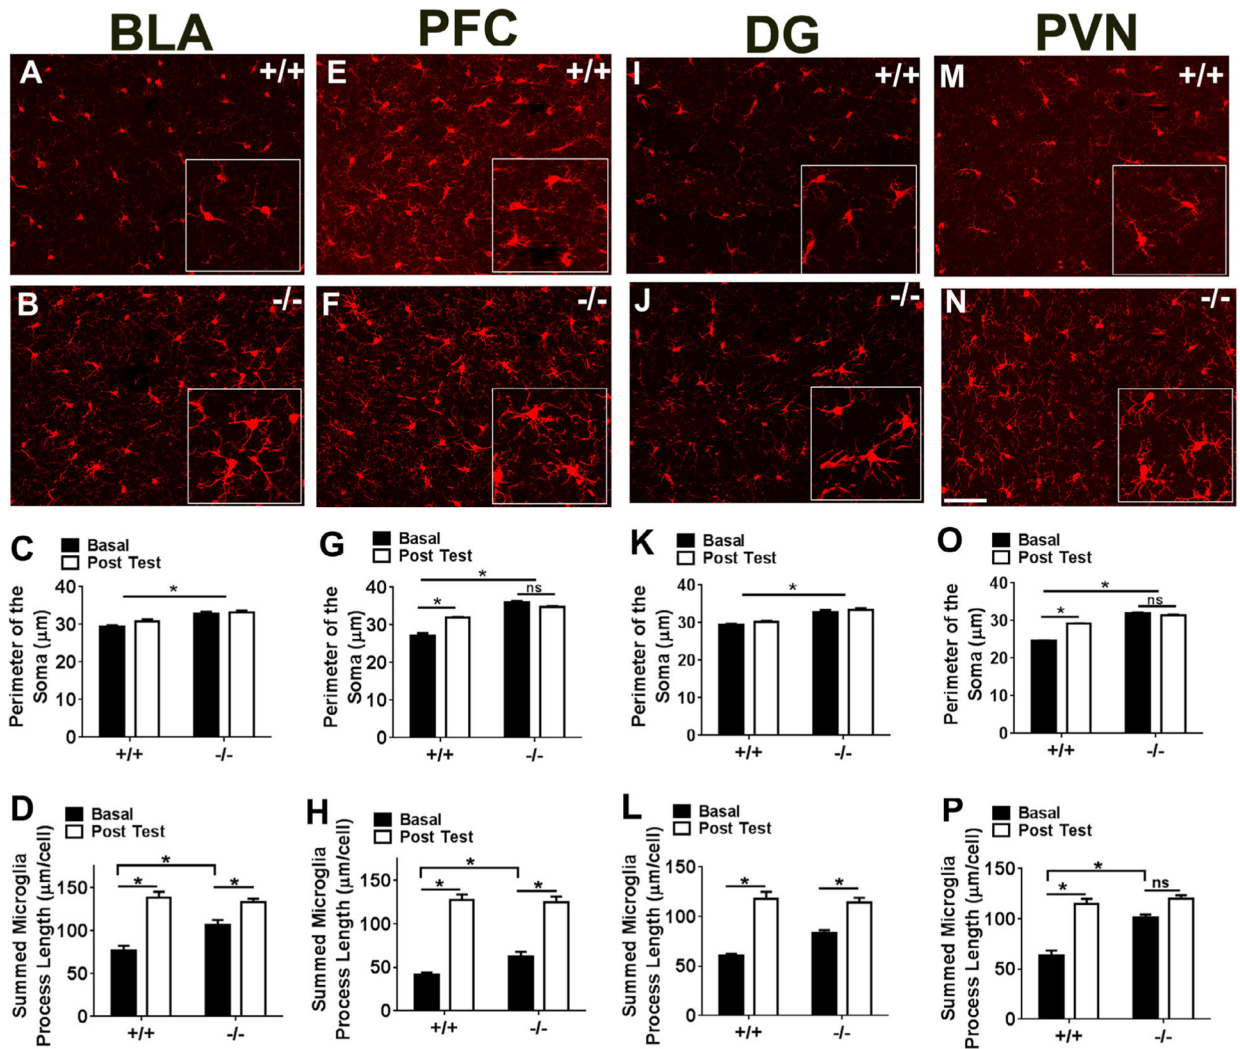 BLA PFC DG PVN
A +/+ E +/+ I +/+ M +/+
B -/- F -/- J -/- N -/-
C
Basal
Post Test
Perimeter of the
Soma (μm)
40
30
20
10
0
*
+/+ -/-
G
Basal
Post Test
Perimeter of the
Soma (μm)
40
30
20
10
0
*
* ns
+/+ -/-
K
Basal
Post Test
Perimeter of the
Soma (μm)
40
30
20
10
0
*
+/+ -/-
O
Basal
Post Test
Perimeter of the
Soma (μm)
40
30
20
10
0
*
* ns
+/+ -/-
D
Basal
Post Test
Summed Microglia
Process Length (μm/cell)
150
100
50
0
*
* *
+/+ -/-
H
Basal
Post Test
Summed Microglia
Process Length (μm/cell)
150
100
50
0
*
* *
+/+ -/-
L
Basal
Post Test
Summed Microglia
Process Length (μm/cell)
150
100
50
0
* *
+/+ -/-
P
Basal
Post Test
Summed Microglia
Process Length (μm/cell)
150
100
50
0
*
* ns
+/+ -/-